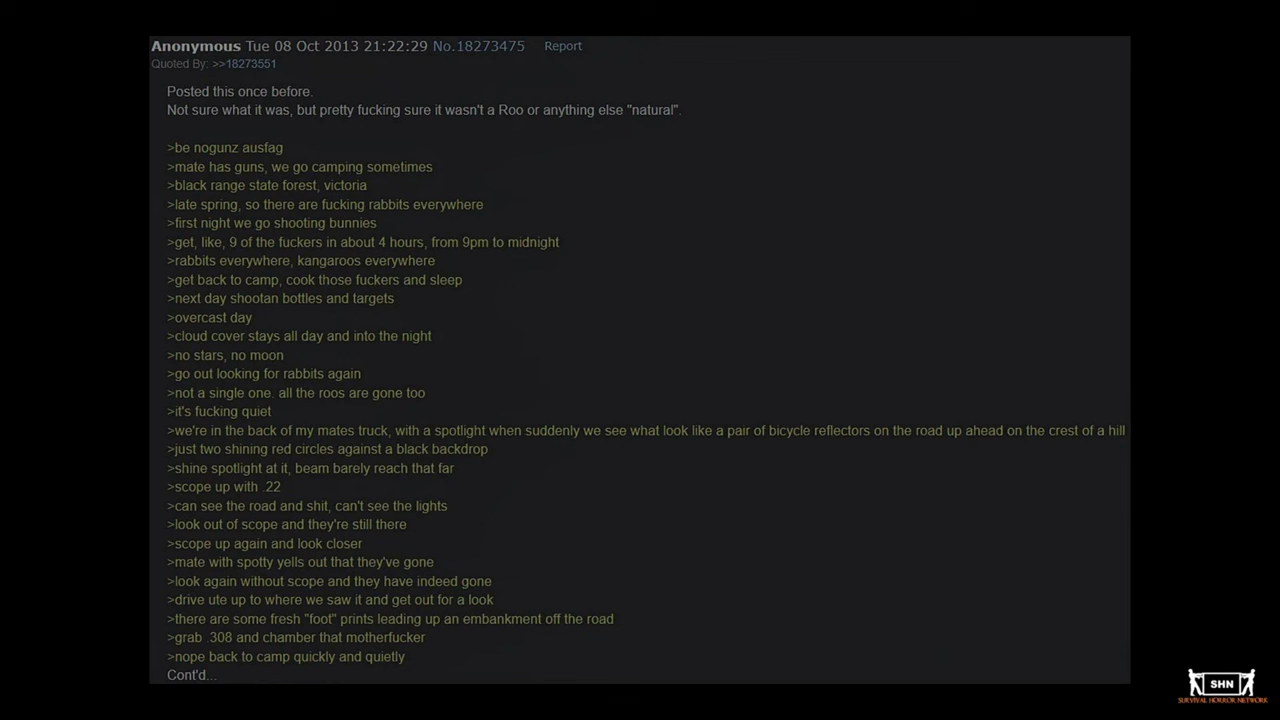 Anonymous Tue 08 Oct 2013 21:22:29 No.18273475 Report
Quoted By: >>18273551
Posted this once before.
Not sure what it was, but pretty fucking sure it wasn't a Roo or anything else "natural".
>be nogunz ausfag
>mate has guns, we go camping sometimes
>black range state forest, victoria
>late spring, so there are fucking rabbits everywhere
>first night we go shooting bunnies
>get, like, 9 of the fuckers in about 4 hours, from 9pm to midnight
>rabbits everywhere, kangaroos everywhere
>get back to camp, cook those fuckers and sleep
>next day shootan bottles and targets
>overcast day
>cloud cover stays all day and into the night
>no stars, no moon
>go out looking for rabbits again
>not a single one. all the roos are gone too
>it's fucking quiet
>we're in the back of my mates truck, with a spotlight when suddenly we see what look like a pair of bicycle reflectors on the road up ahead on the crest of a hill
>just two shining red circles against a black backdrop
>shine spotlight at it, beam barely reach that far
>scope up with .22
>can see the road and shit, can't see the lights
>look out of scope and they're still there
>scope up again and look closer
>mate with spotty yells out that they've gone
>look again without scope and they have indeed gone
>drive ute up to where we saw it and get out for a look
>there are some fresh "foot" prints leading up an embankment off the road
>grab .308 and chamber that motherfucker
>nope back to camp quickly and quietly
Cont'd...
SHN
SURVIVAL HORROR NETWORK